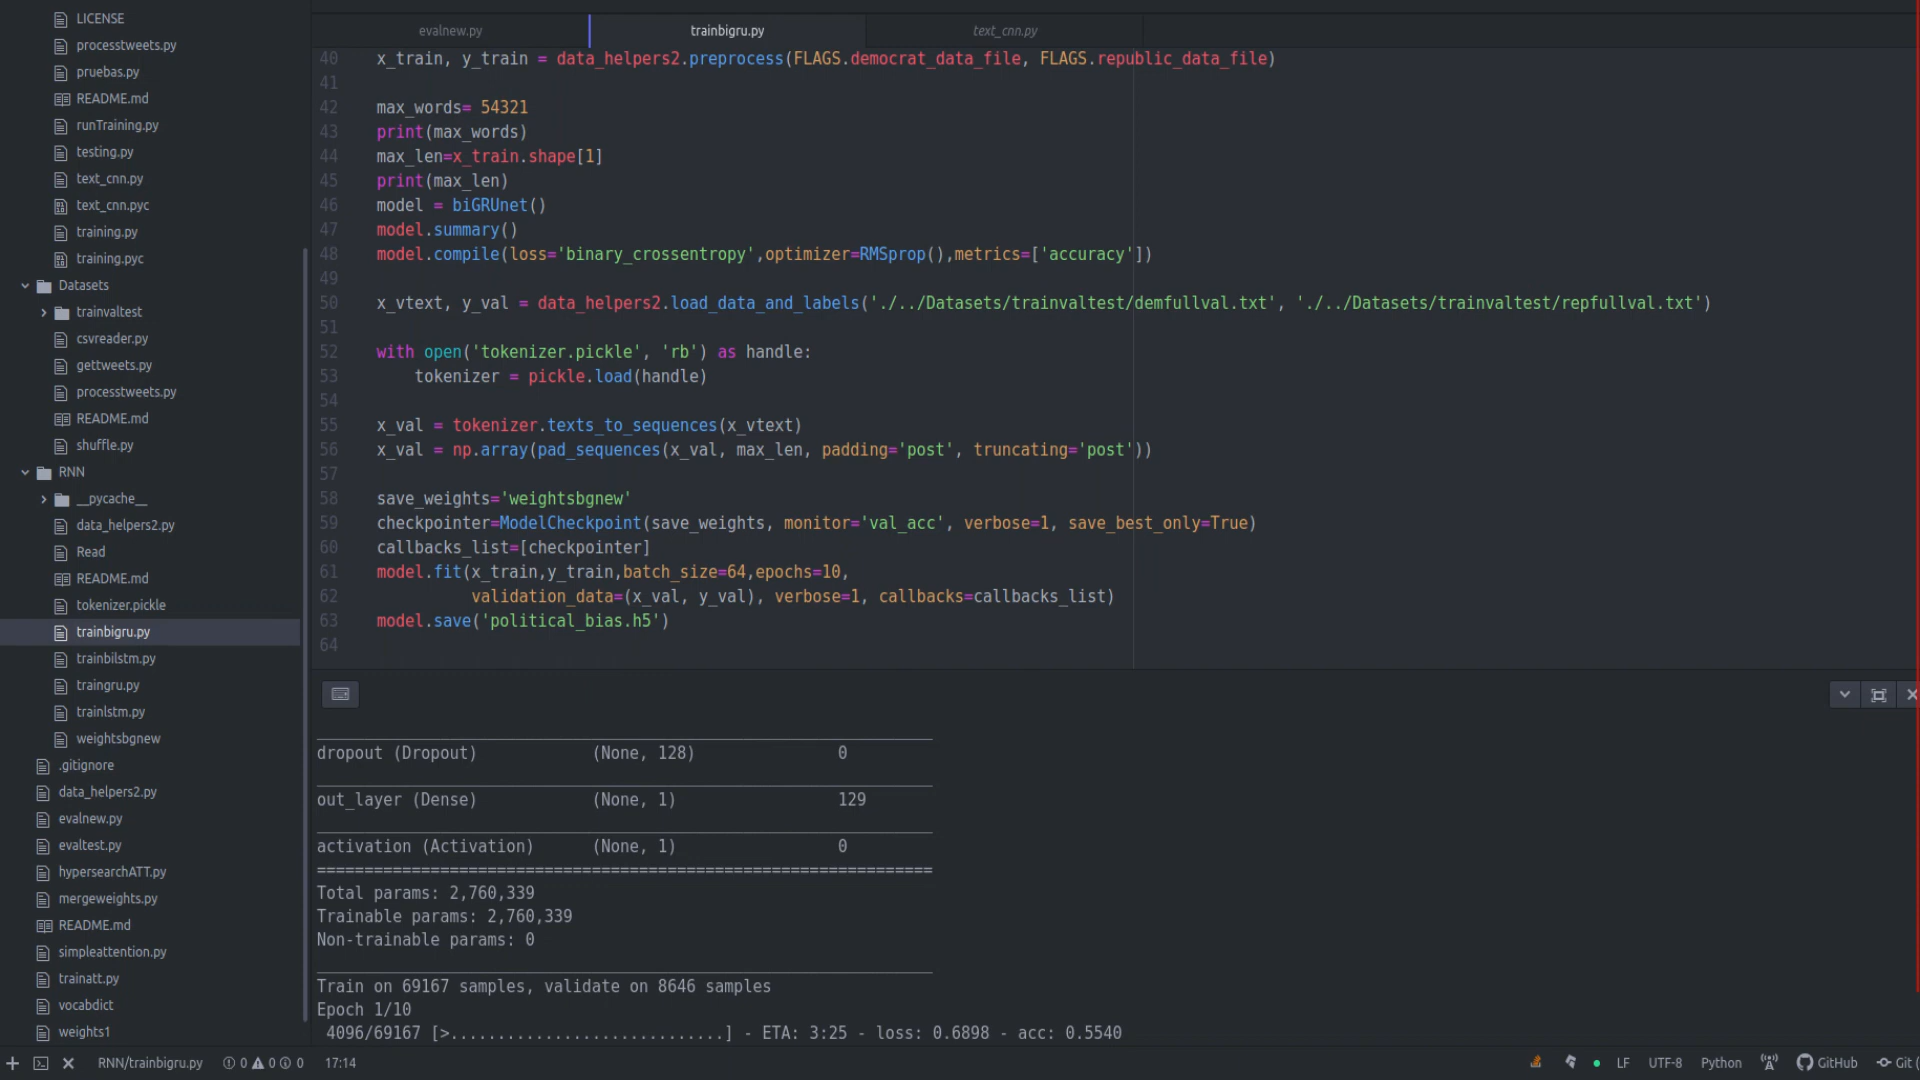 LICENSE
processtweets.py
pruebas.py
README.md
runTraining.py
testing.py
text_cnn.py
text_cnn.pyc
training.py
training.pyc
Datasets
trainvaltest
csvreader.py
gettweets.py
processtweets.py
README.md
shuffle.py
RNN
__pycache__
data_helpers2.py
Read
README.md
tokenizer.pickle
trainbigru.py
trainbilstm.py
traingru.py
trainlstm.py
weightsbgnew
.gitignore
data_helpers2.py
evalnew.py
evaltest.py
hypersearchATT.py
mergeweights.py
README.md
simpleattention.py
trainatt.py
vocabdict
weights1
evalnew.py trainbigru.py text_cnn.py
40 x_train, y_train = data_helpers2.preprocess(FLAGS.democrat_data_file, FLAGS.republic_data_file)
41
42 max_words= 54321
43 print(max_words)
44 max_len=x_train.shape[1]
45 print(max_len)
46 model = biGRUnet()
47 model.summary()
48 model.compile(loss='binary_crossentropy',optimizer=RMSprop(),metrics=['accuracy'])
49
50 x_vtext, y_val = data_helpers2.load_data_and_labels('./../Datasets/trainvaltest/demfullval.txt', './../Datasets/trainvaltest/repfullval.txt')
51
52 with open('tokenizer.pickle', 'rb') as handle:
53 tokenizer = pickle.load(handle)
54
55 x_val = tokenizer.texts_to_sequences(x_vtext)
56 x_val = np.array(pad_sequences(x_val, max_len, padding='post', truncating='post'))
57
58 save_weights='weightsbgnew'
59 checkpointer=ModelCheckpoint(save_weights, monitor='val_acc', verbose=1, save_best_only=True)
60 callbacks_list=[checkpointer]
61 model.fit(x_train,y_train,batch_size=64,epochs=10,
62 validation_data=(x_val, y_val), verbose=1, callbacks=callbacks_list)
63 model.save('political_bias.h5')
64
dropout (Dropout) (None, 128) 0
out_layer (Dense) (None, 1) 129
activation (Activation) (None, 1) 0
=================================================================
Total params: 2,760,339
Trainable params: 2,760,339
Non-trainable params: 0
Train on 69167 samples, validate on 8646 samples
Epoch 1/10
4096/69167 [>.............................] - ETA: 3:25 - loss: 0.6898 - acc: 0.5540
RNN/trainbigru.py 0 0 0 17:14 LF UTF-8 Python GitHub Git (